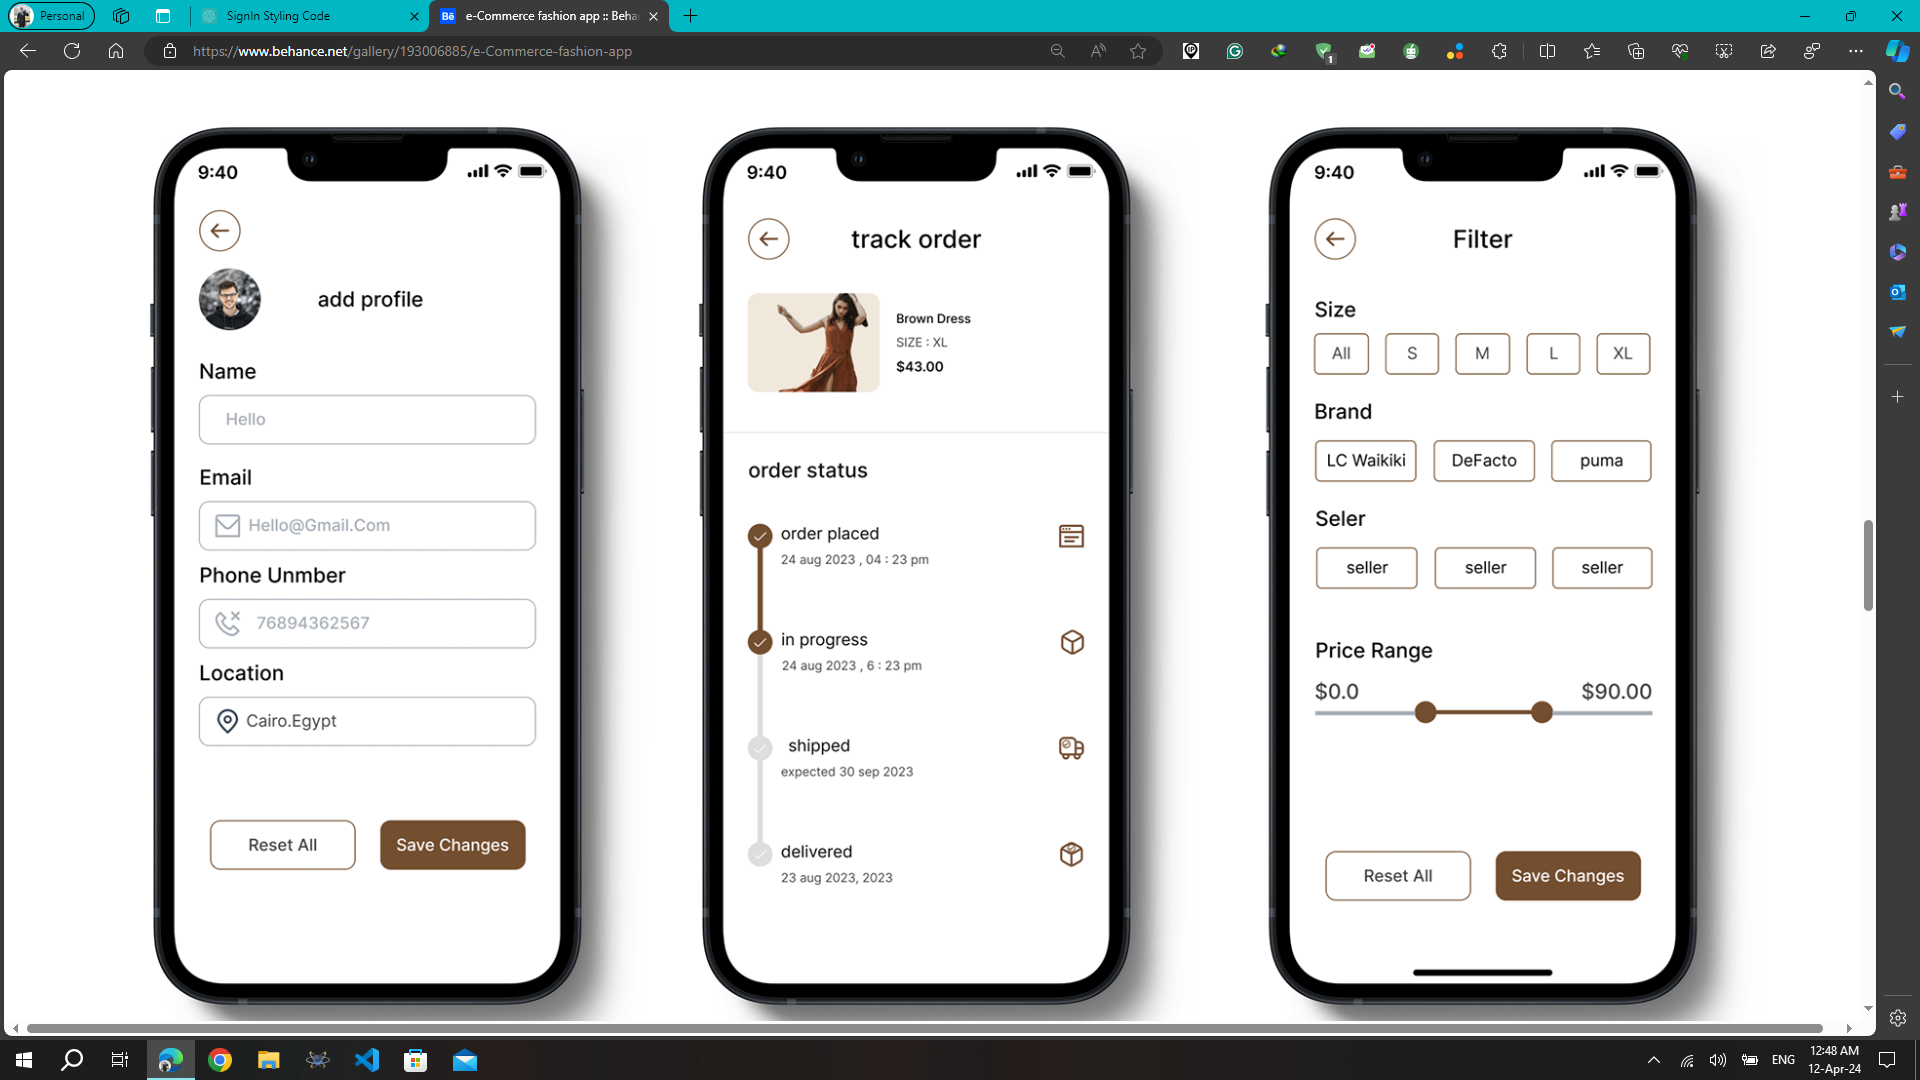 Personal
SignIn Styling Code
Bē
e-Commerce fashion app :: Beha
https://www.behance.net/gallery/193006885/e-Commerce-fashion-app
1
9:40
add profile
Name
Hello
Email
Hello@Gmail.Com
Phone Unmber
76894362567
Location
Cairo.Egypt
Reset All
Save Changes
9:40
track order
Brown Dress
SIZE : XL
$43.00
order status
order placed
24 aug 2023 , 04 : 23 pm
in progress
24 aug 2023 , 6 : 23 pm
shipped
expected 30 sep 2023
delivered
23 aug 2023, 2023
9:40
Filter
Size
All S M L XL
Brand
LC Waikiki DeFacto puma
Seler
seller seller seller
Price Range
$0.0 $90.00
Reset All
Save Changes
ENG
12:48 AM
12-Apr-24